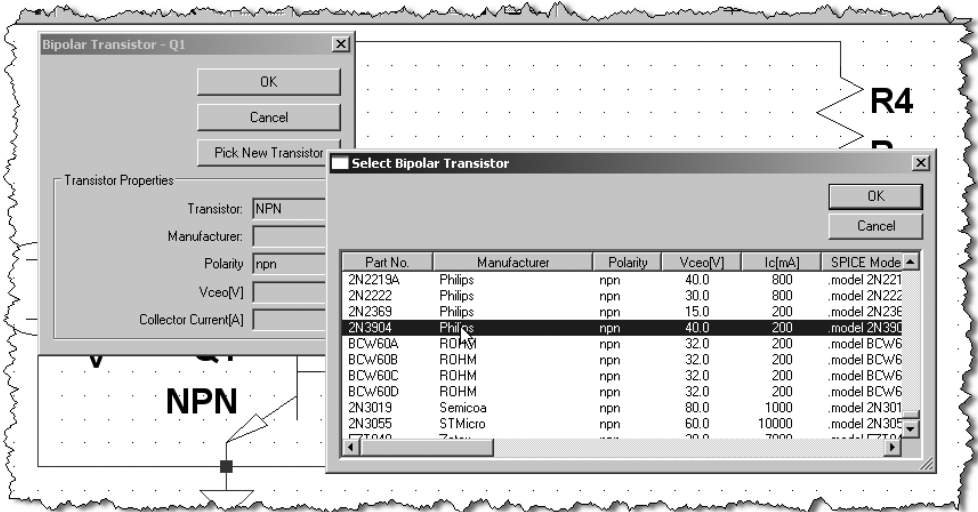 Bipolar Transistor - Q1
OK
Cancel
Pick New Transistor
Transistor Properties
Transistor: NPN
Manufacturer:
Polarity npn
Vceo[V]
Collector Current[A]
R4
NPN
Select Bipolar Transistor
OK
Cancel
Part No. Manufacturer Polarity Vceo[V] Ic[mA] SPICE Mode
2N2219A Philips npn 40.0 800 .model 2N221
2N2222 Philips npn 30.0 800 .model 2N222
2N2369 Philips npn 15.0 200 .model 2N236
2N3904 Philips npn 40.0 200 .model 2N390
BCW60A ROHM npn 32.0 200 .model BCW6
BCW60B ROHM npn 32.0 200 .model BCW6
BCW60C ROHM npn 32.0 200 .model BCW6
BCW60D ROHM npn 32.0 200 .model BCW6
2N3019 Semicoa npn 80.0 1000 .model 2N301
2N3055 STMicro npn 60.0 10000 .model 2N305